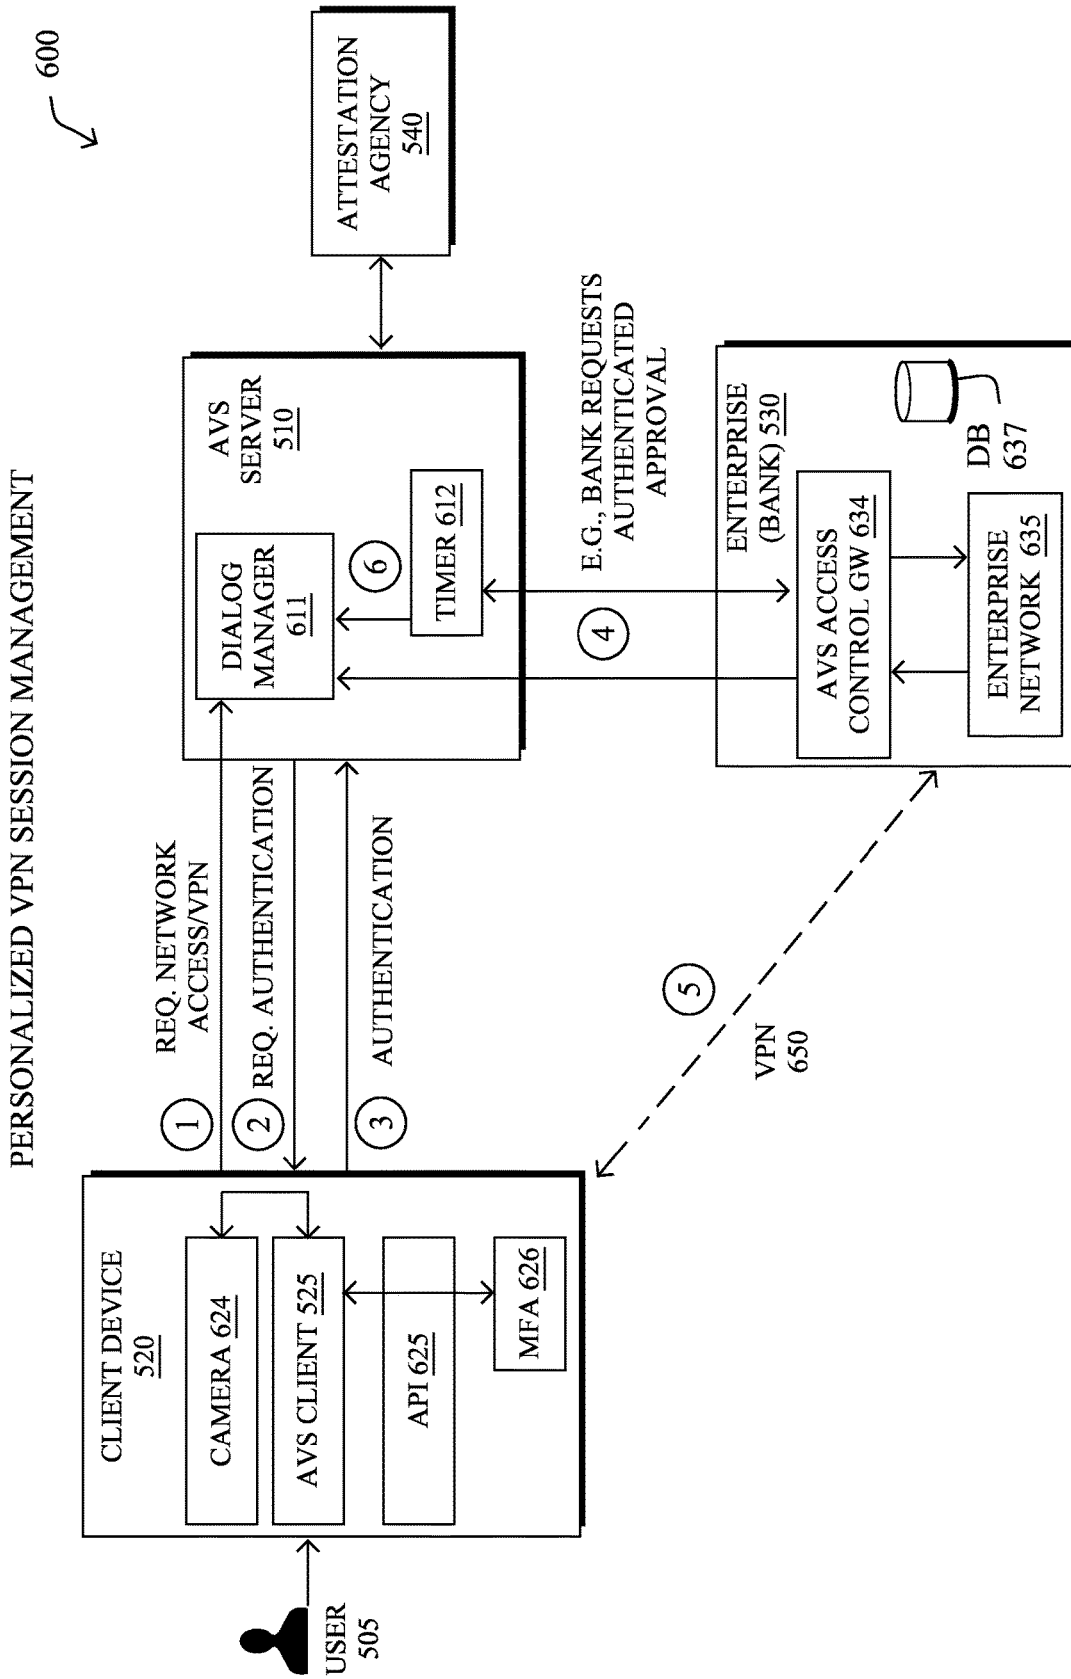 PERSONALIZED VPN SESSION MANAGEMENT
600
USER
505
CLIENT DEVICE
520
CAMERA 624
AVS CLIENT 525
API 625
MFA 626
1
REQ. NETWORK
ACCESS/VPN
2
REQ. AUTHENTICATION
3
AUTHENTICATION
AVS
SERVER
510
DIALOG
MANAGER
611
6
TIMER 612
ATTESTATION
AGENCY
540
4
E.G., BANK REQUESTS
AUTHENTICATED
APPROVAL
5
VPN
650
ENTERPRISE
(BANK) 530
AVS ACCESS
CONTROL GW 634
ENTERPRISE
NETWORK 635
DB
637